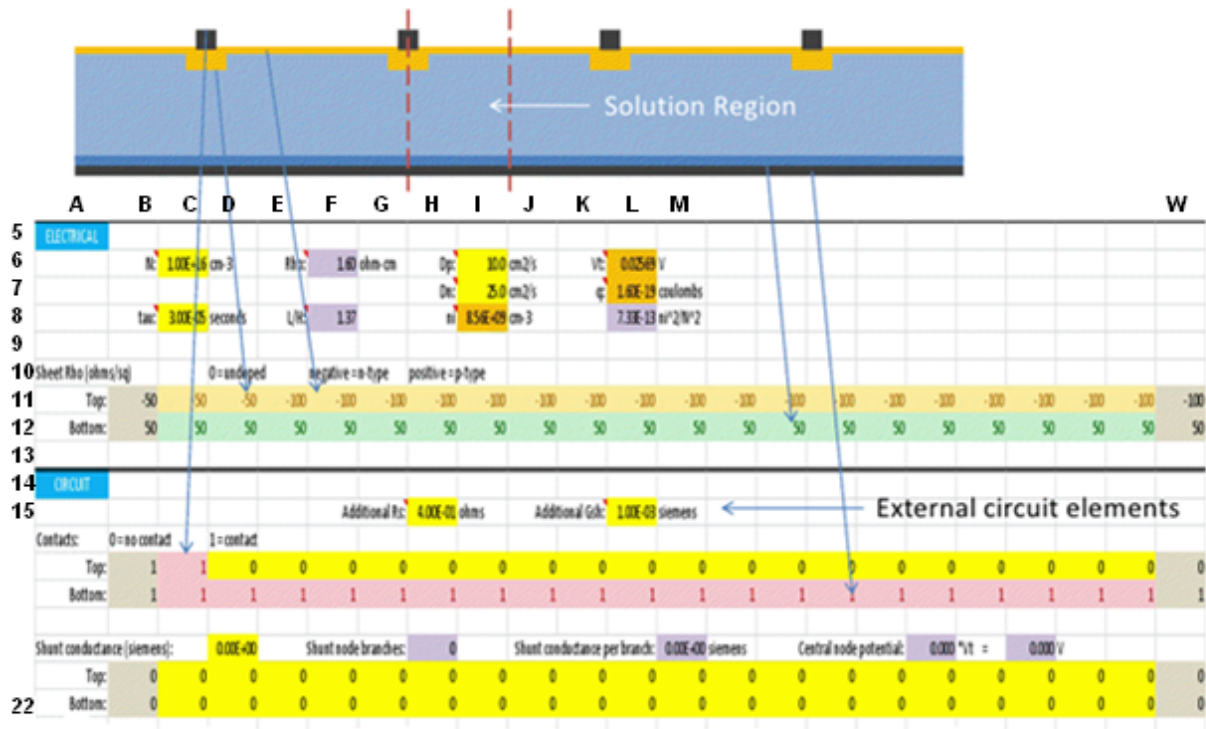 Solution Region
A B C D E F G H I J K L M W
5 ELECTRICAL
6 N: 1.00E+16 cm-3 Rho: 1.60 ohm-cm Dp: 10.0 cm2/s Vt: 0.0259 V
7 Dn: 25.0 cm2/s q: 1.60E-19 coulombs
8 tau: 3.00E-05 seconds L/H: 1.37 ni 8.56E+09 cm-3 7.33E-13 ni^2/N^2
9
10 Sheet Rho (ohms/sq) 0=undoped negative=n-type positive=p-type
11 Top: -50 -50 -50 -100 -100 -100 -100 -100 -100 -100 -100 -100 -100 -100 -100 -100 -100 -100 -100 -100 -100 -100
12 Bottom: 50 50 50 50 50 50 50 50 50 50 50 50 50 50 50 50 50 50 50 50 50 50
13
14 CIRCUIT
15 Additional Rs: 4.00E-01 ohms Additional Gsh: 1.00E-03 siemens External circuit elements
Contacts: 0=no contact 1=contact
Top: 1 1 0 0 0 0 0 0 0 0 0 0 0 0 0 0 0 0 0 0 0 0
Bottom: 1 1 1 1 1 1 1 1 1 1 1 1 1 1 1 1 1 1 1 1 1 1
Shunt conductance (siemens): 0.00E+00 Shunt node branches: 0 Shunt conductance per branch: 0.00E+00 siemens Central node potential: 0.000 *Vt = 0.000 V
Top: 0 0 0 0 0 0 0 0 0 0 0 0 0 0 0 0 0 0 0 0 0 0
22 Bottom: 0 0 0 0 0 0 0 0 0 0 0 0 0 0 0 0 0 0 0 0 0 0